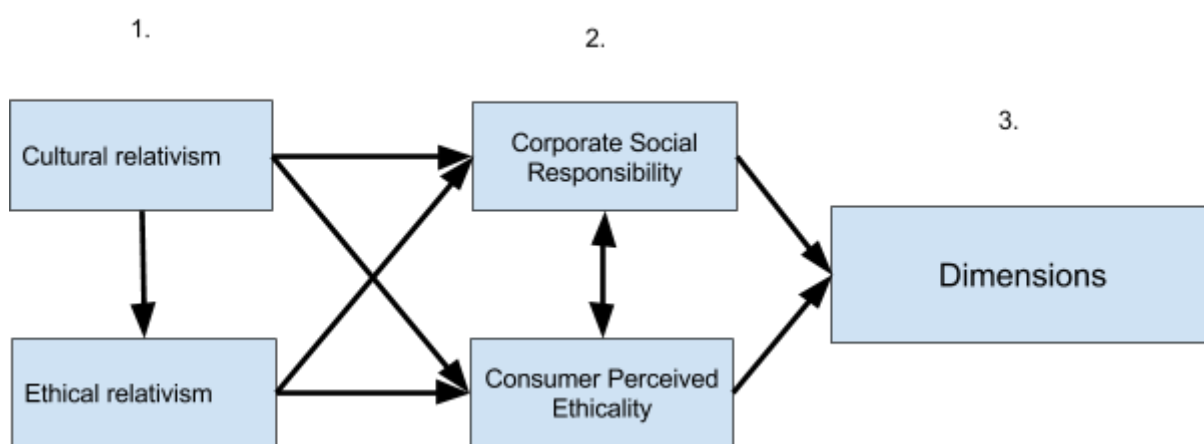 1.
2.
3.
Cultural relativism
Corporate Social
Responsibility
Dimensions
Ethical relativism
Consumer Perceived
Ethicality